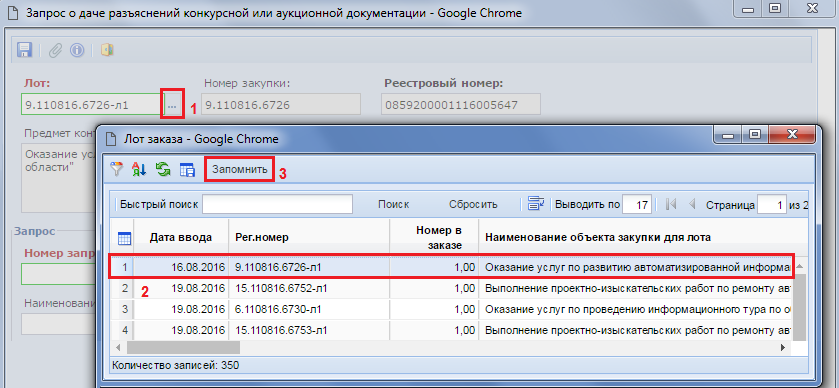 Запрос о даче разъяснений конкурсной или аукционной документации - Google Chrome
Лот: Номер закупки: Реестровый номер:
9.110816.6726-л1 ... 1 9.110816.6726 0859200001116005647
Предмет кон
Оказание ус
области"
Запрос
Номер запр
Наименован
Лот заказа - Google Chrome
Запомнить 3
Быстрый поиск Поиск Сбросить Выводить по 17 Страница 1 из 2
Дата ввода Рег.номер Номер в заказе Наименование объекта закупки для лота
1 16.08.2016 9.110816.6726-л1 1,00 Оказание услуг по развитию автоматизированной информа
2
2 19.08.2016 15.110816.6752-л1 1,00 Выполнение проектно-изыскательских работ по ремонту ав
3 19.08.2016 6.110816.6730-л1 1,00 Оказание услуг по проведению информационного тура по об
4 19.08.2016 15.110816.6753-л1 1,00 Выполнение проектно-изыскательских работ по ремонту ав
Количество записей: 350